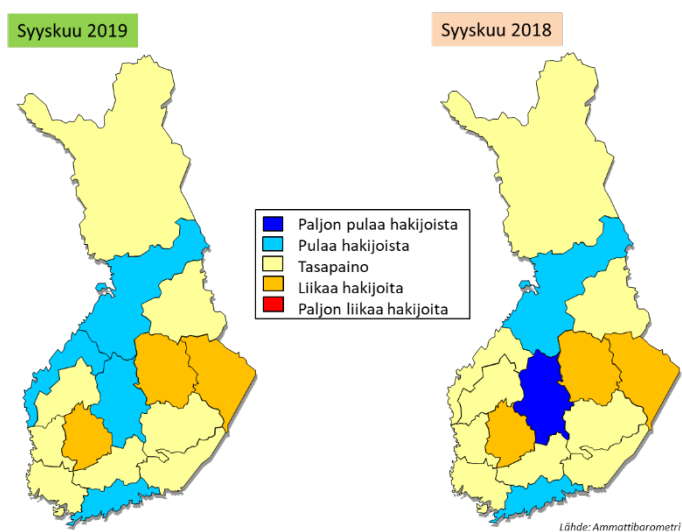 Syyskuu 2019
Syyskuu 2018
Paljon pulaa hakijoista
Pulaa hakijoista
Tasapaino
Liikaa hakijoita
Paljon liikaa hakijoita
Lähde: Ammattibarometri